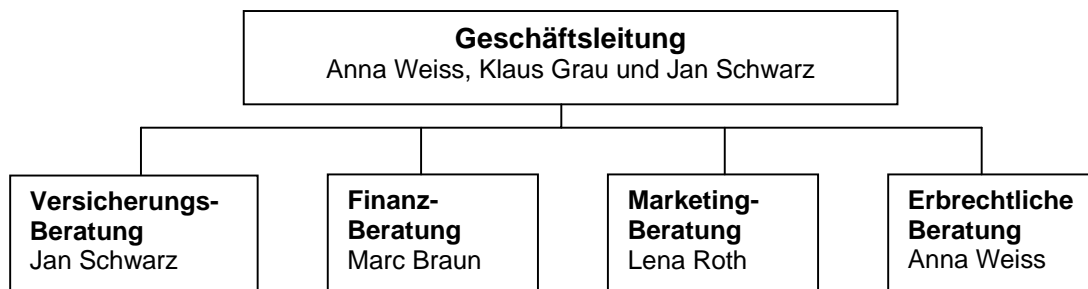 Geschäftsleitung
Anna Weiss, Klaus Grau und Jan Schwarz
Versicherungs-
Beratung
Jan Schwarz
Finanz-
Beratung
Marc Braun
Marketing-
Beratung
Lena Roth
Erbrechtliche
Beratung
Anna Weiss